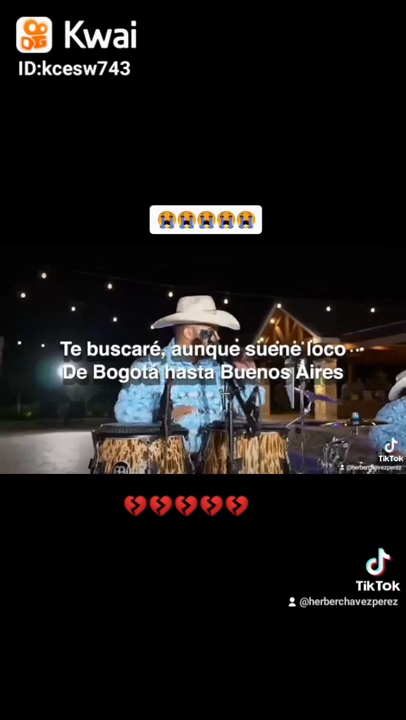 Kwai
ID:kcesw743
😭😭😭😭😭
Te buscaré, aunque suene loco
De Bogotá hasta Buenos Aires
TikTok
@herberchavezperez
💔💔💔💔💔
TikTok
@herberchavezperez